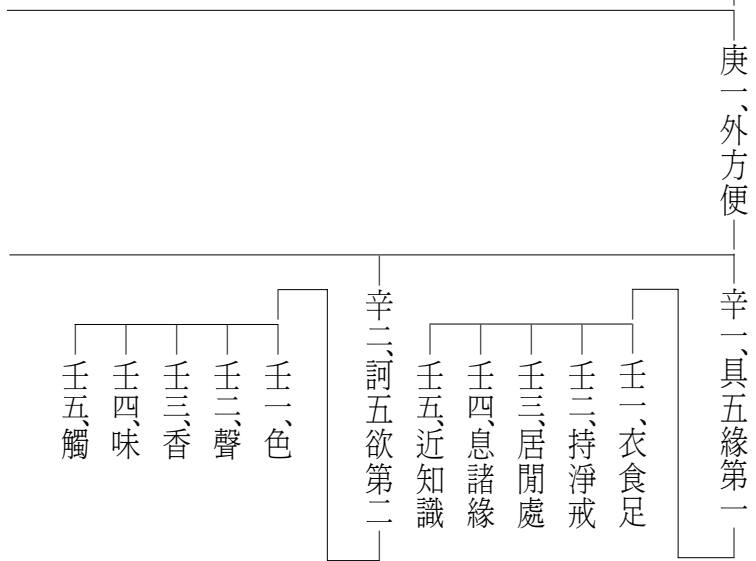 庚一、外方便
辛一、具五緣第一
壬一、衣食足
壬二、持淨戒
壬三、居閒處
壬四、息諸緣
壬五、近知識
辛二、訶五欲第二
壬一、色
壬二、聲
壬三、香
壬四、味
壬五、觸